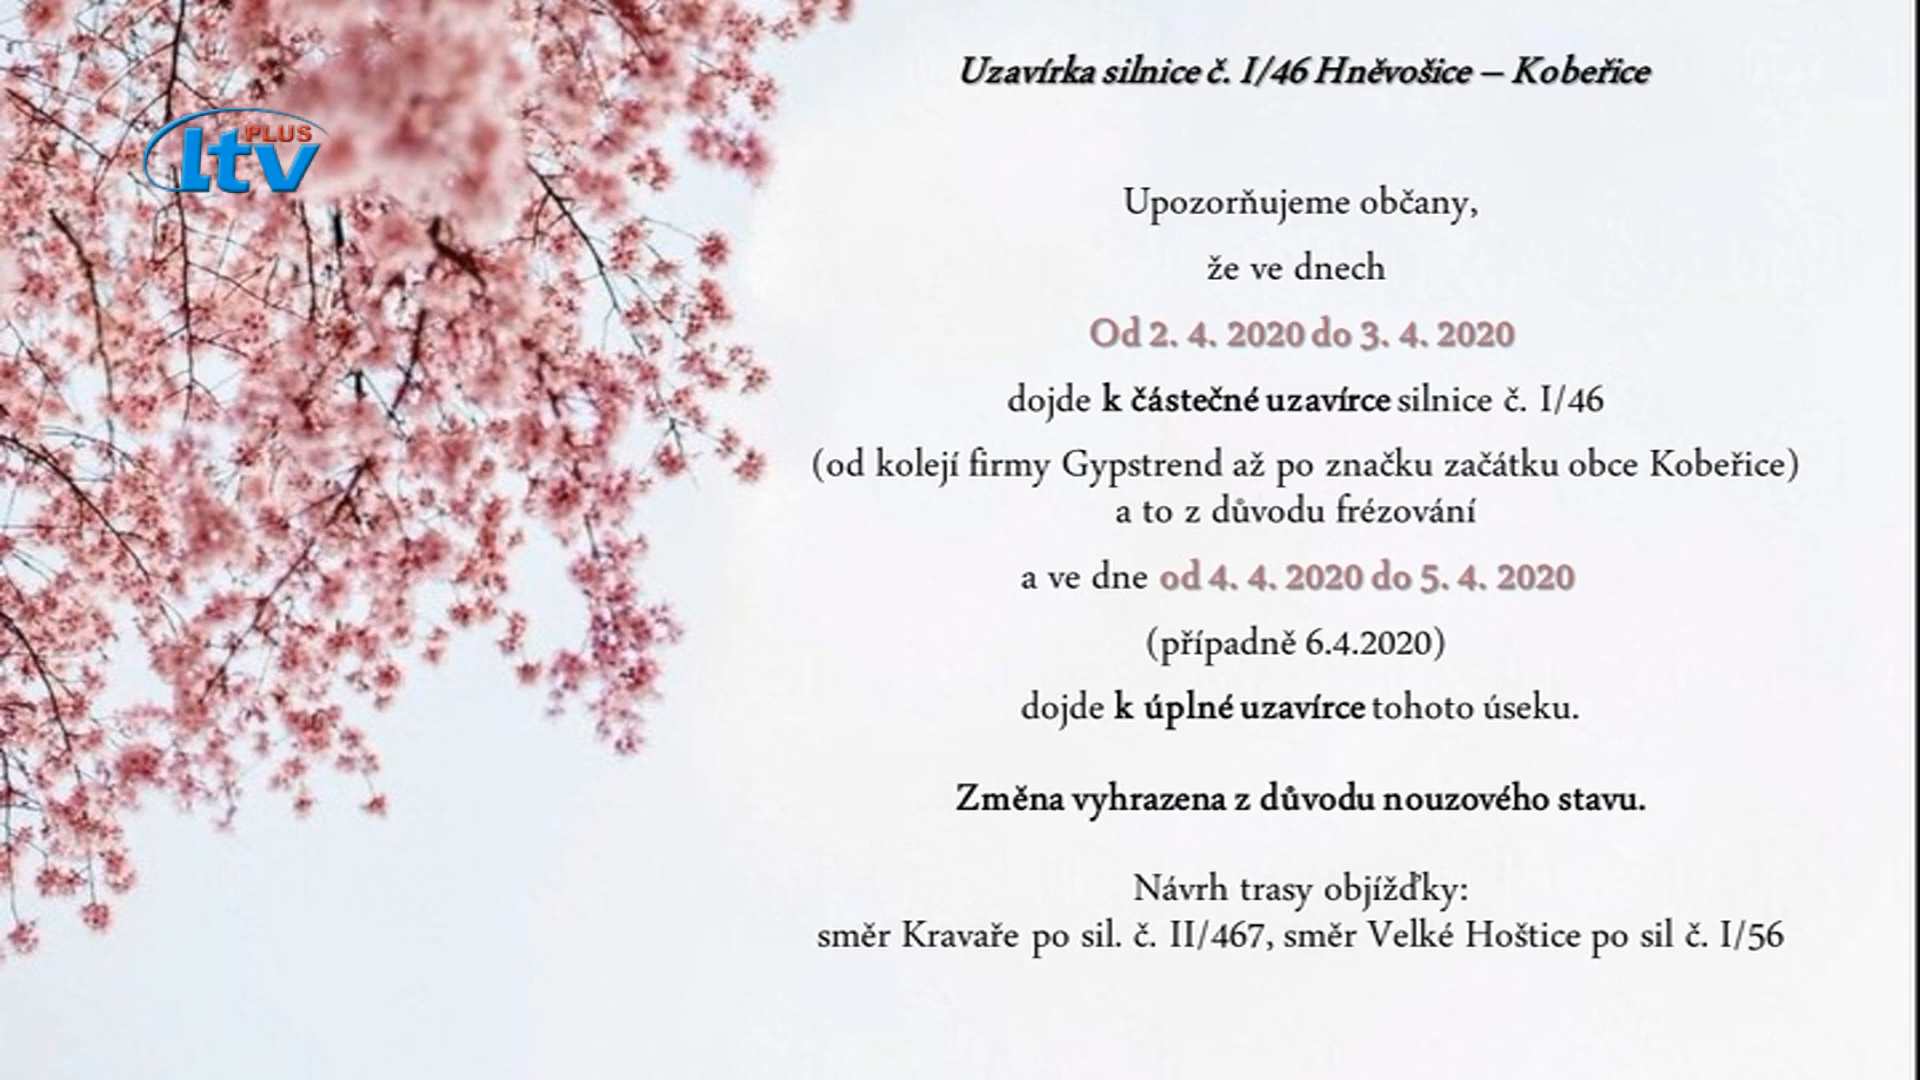 Uzavírka silnice č. I/46 Hněvošice – Kobeřice
ltv PLUS
Upozorňujeme občany,
že ve dnech
Od 2. 4. 2020 do 3. 4. 2020
dojde k částečné uzavírce silnice č. I/46
(od kolejí firmy Gypstrend až po značku začátku obce Kobeřice)
a to z důvodu frézování
a ve dne od 4. 4. 2020 do 5. 4. 2020
(případně 6.4.2020)
dojde k úplné uzavírce tohoto úseku.
Změna vyhrazena z důvodu nouzového stavu.
Návrh trasy objížďky:
směr Kravaře po sil. č. II/467, směr Velké Hoštice po sil č. I/56